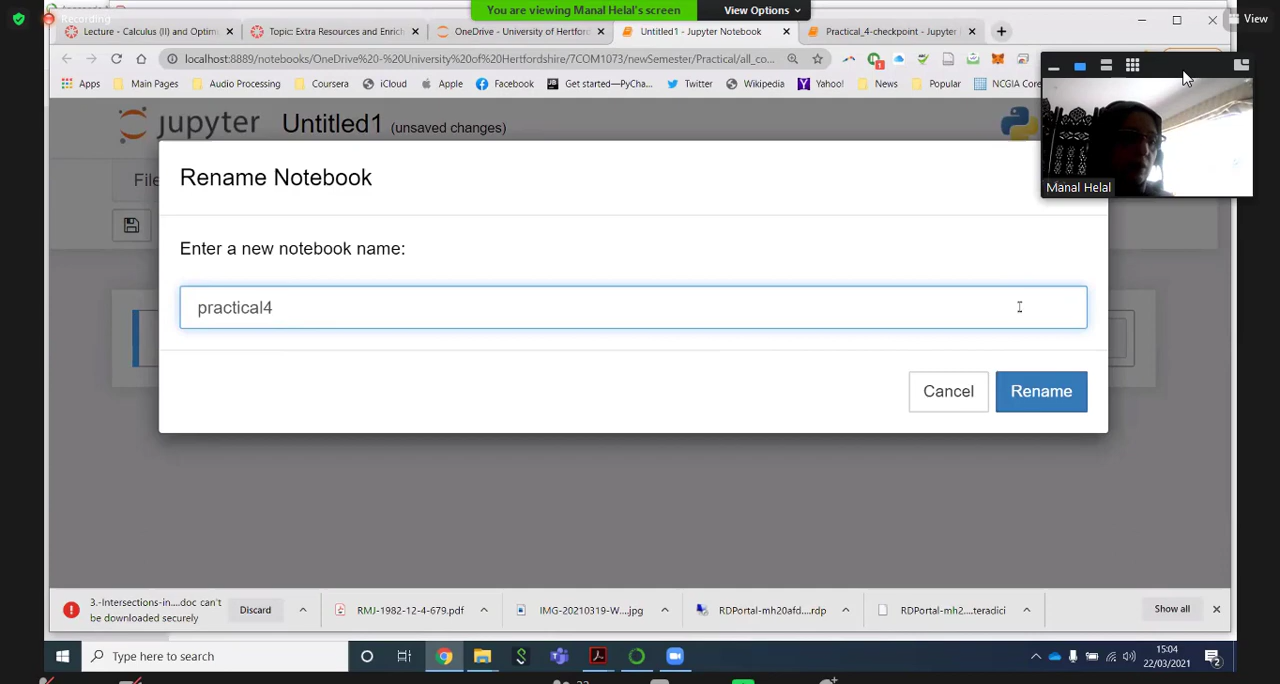 Recording
You are viewing Manal Helal's screen
View Options
View
Lecture - Calculus (II) and Optim
Topic: Extra Resources and Enrich
OneDrive - University of Hertford
Untitled1 - Jupyter Notebook
Practical_4-checkpoint - Jupyter
localhost:8889/notebooks/OneDrive%20-%20University%20of%20Hertfordshire/7COM1073/newSemester/Practical/all_co...
Apps
Main Pages
Audio Processing
Coursera
iCloud
Apple
Facebook
Get started—PyCha...
Twitter
Wikipedia
Yahoo!
News
Popular
NCGIA Core
jupyter
Untitled1
(unsaved changes)
Manal Helal
Rename Notebook
File
Enter a new notebook name:
practical4
Cancel
Rename
3.-Intersections-in....doc can't
be downloaded securely
Discard
RMJ-1982-12-4-679.pdf
IMG-20210319-W....jpg
RDPortal-mh20afd....rdp
RDPortal-mh2....teradici
Show all
Type here to search
15:04
22/03/2021
2